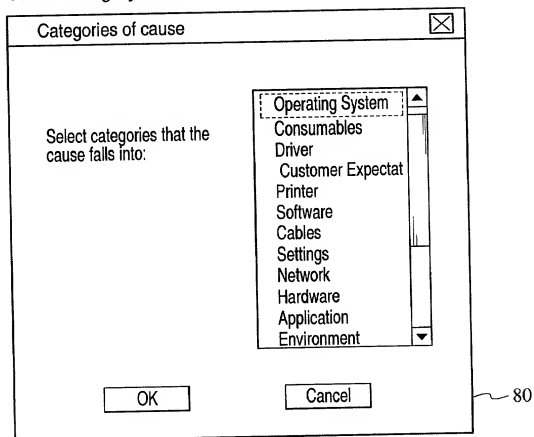 Categories of cause
Select categories that the
cause falls into:
Operating System
Consumables
Driver
Customer Expectat
Printer
Software
Cables
Settings
Network
Hardware
Application
Environment
OK
Cancel
80